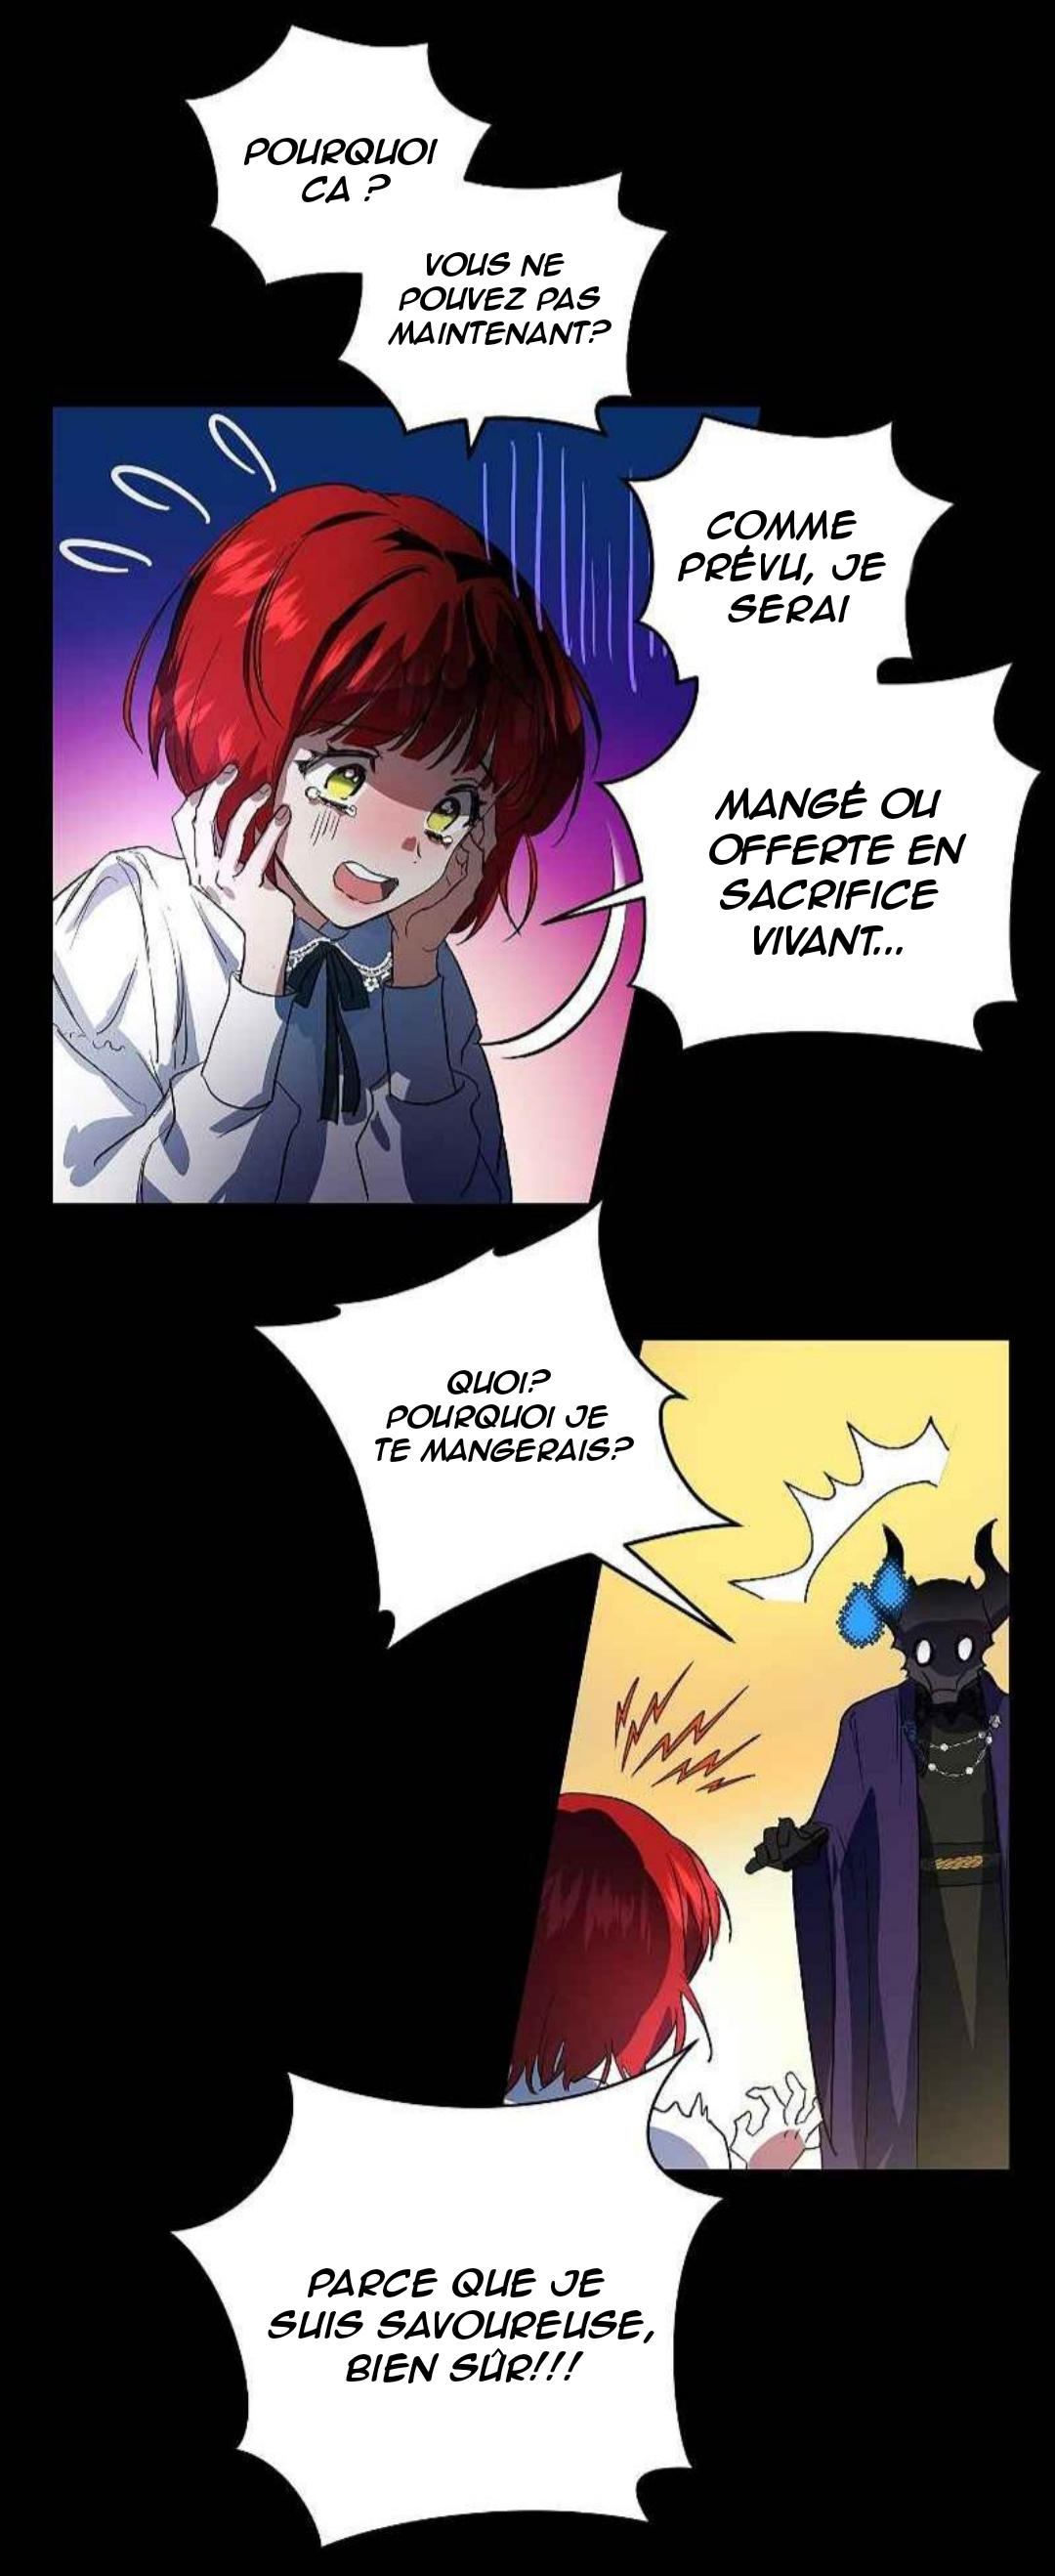 POURQUOI
CA ?
VOUS NE
POUVEZ PAS
MAINTENANT?
COMME
PRÉVU, JE
SERAI
MANGÉ OU
OFFERTE EN
SACRIFICE
VIVANT...
QUOI?
POURQUOI JE
TE MANGERAIS?
PARCE QUE JE
SUIS SAVOUREUSE,
BIEN SÛR!!!